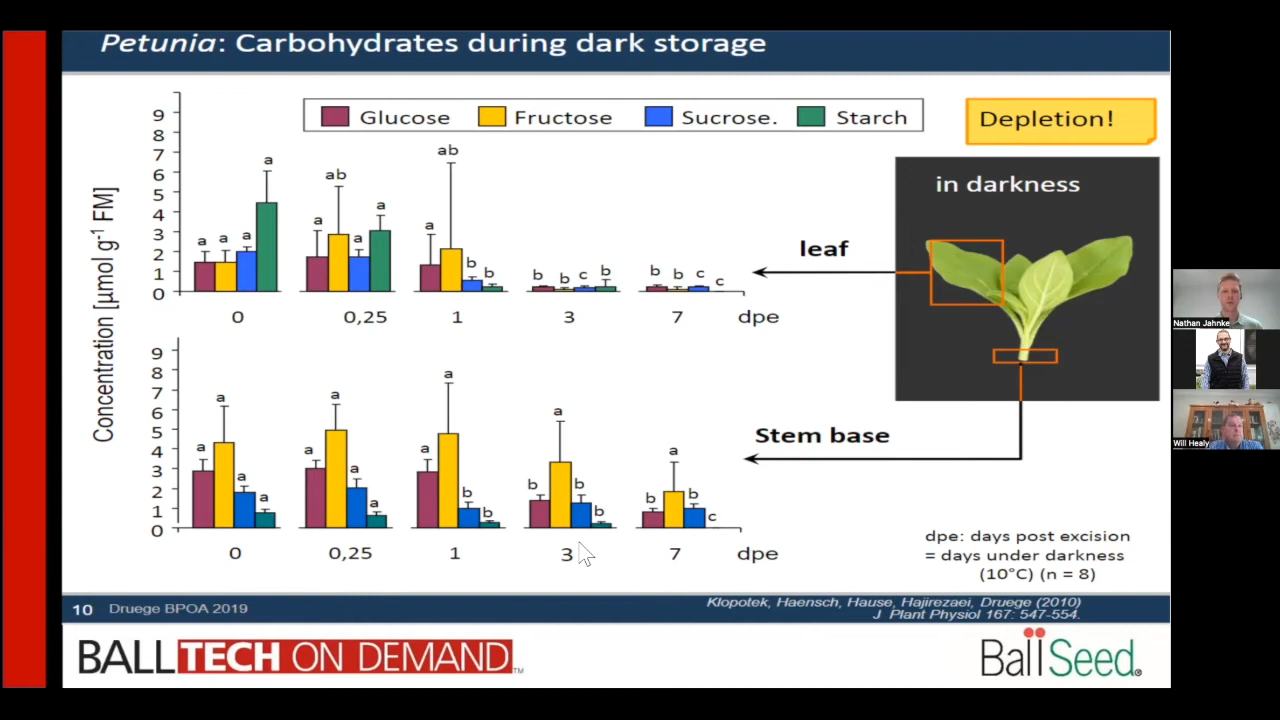 Petunia: Carbohydrates during dark storage
Glucose Fructose Sucrose. Starch
Depletion!
in darkness
leaf
Stem base
Concentration [µmol g-1 FM]
9
8
7
6
5
4
3
2
1
0
a a a a
a ab a a
a ab b b
b b c b
b b c c
0 0,25 1 3 7 dpe
9
8
7
6
5
4
3
2
1
0
a a a a
a a a a
a a b b
b a b b
b a b c
0 0,25 1 3 7 dpe
dpe: days post excision
= days under darkness
(10°C) (n = 8)
10 Druege BPOA 2019
Klopotek, Haensch, Hause, Hajirezaei, Druege (2010)
J Plant Physiol 167: 547-554.
BALL TECH ON DEMAND™
Ball Seed®
Nathan Jahnke
Will Healy